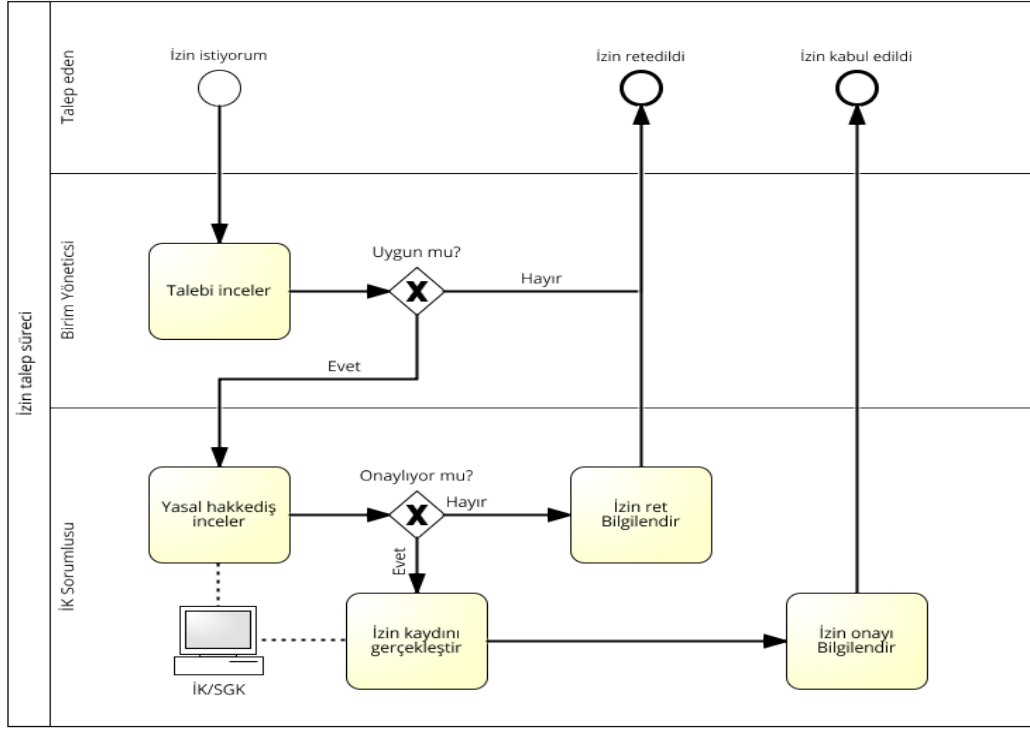 İzin talep süreci
Talep eden
İzin istiyorum
İzin retedildi
İzin kabul edildi
Birim Yöneticsi
Talebi inceler
Uygun mu?
Hayır
Evet
İK Sorumlusu
Yasal hakkediş
inceler
Onaylıyor mu?
Hayır
Evet
İzin ret
Bilgilendir
İK/SGK
İzin kaydını
gerçekleştir
İzin onayı
Bilgilendir